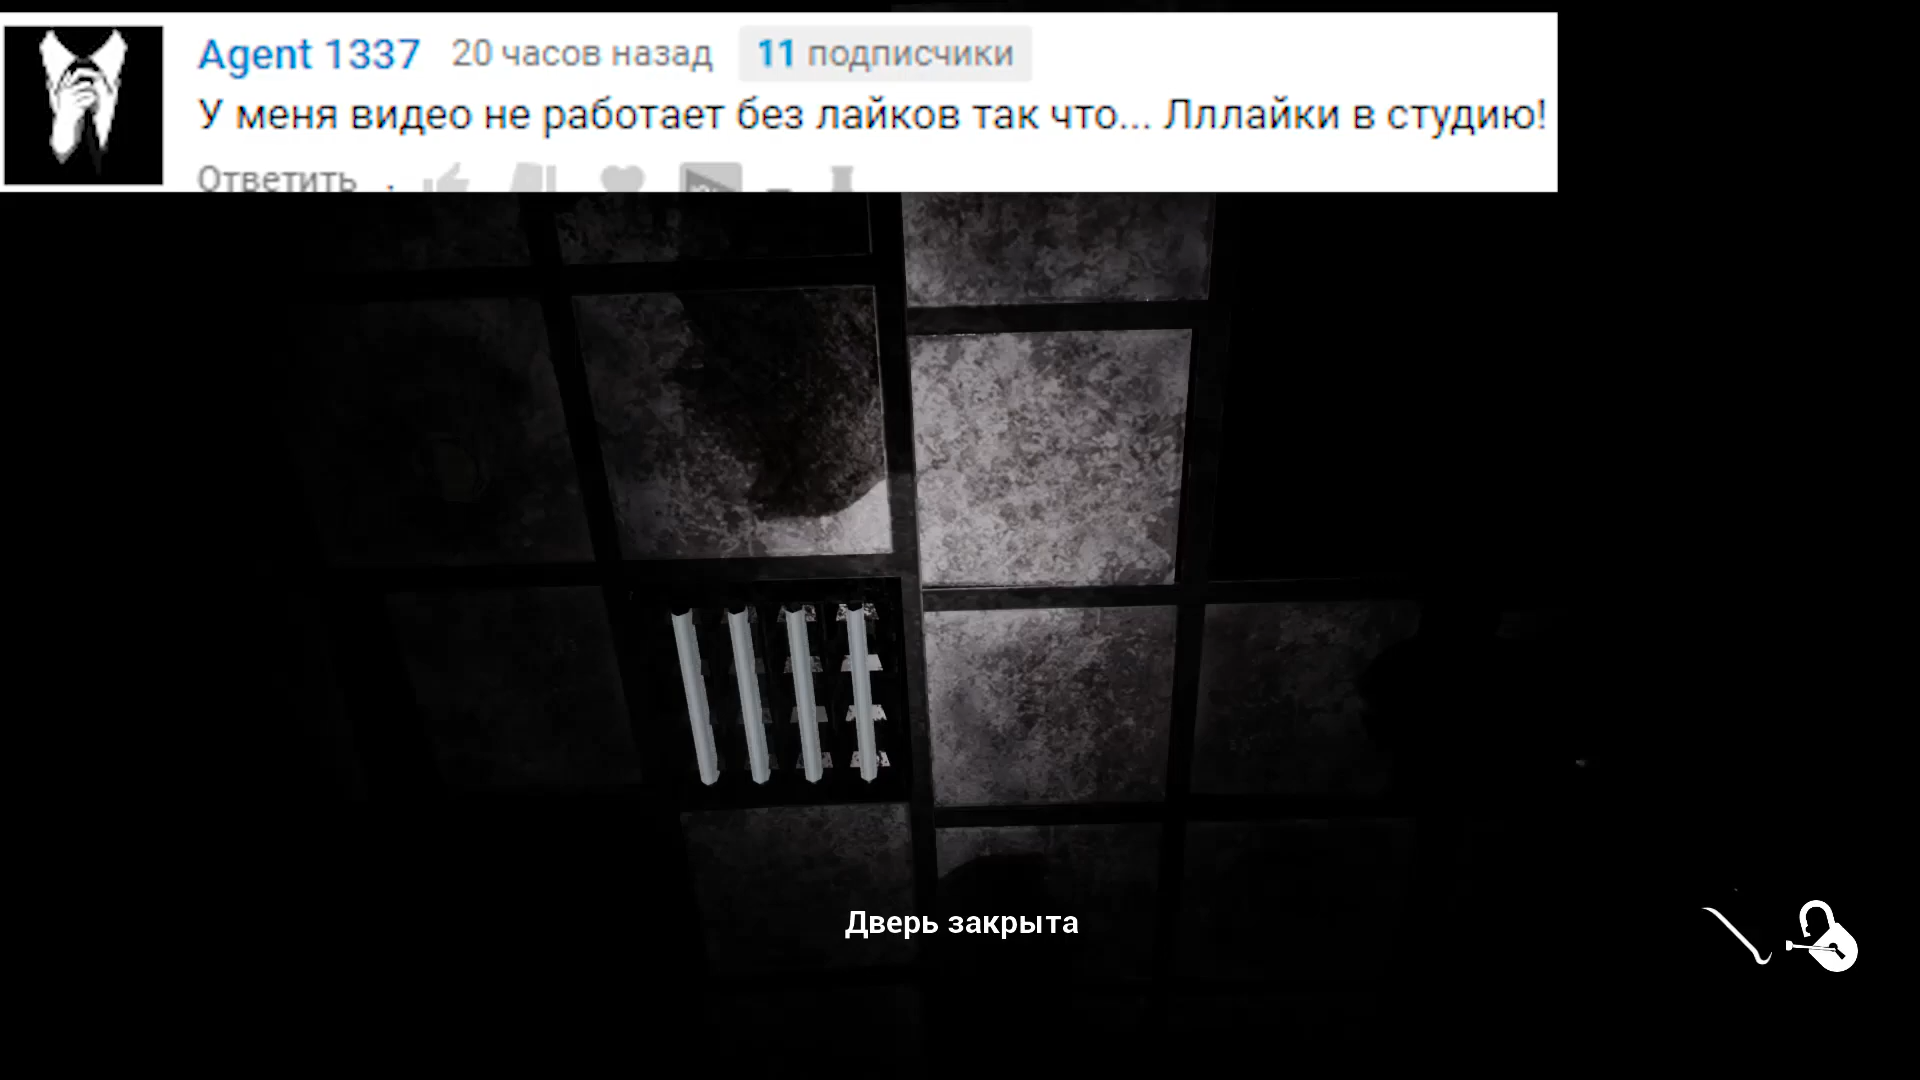 Agent 1337 20 часов назад 11 подписчики
У меня видео не работает без лайков так что... Лллайки в студию!
Ответить
Дверь закрыта